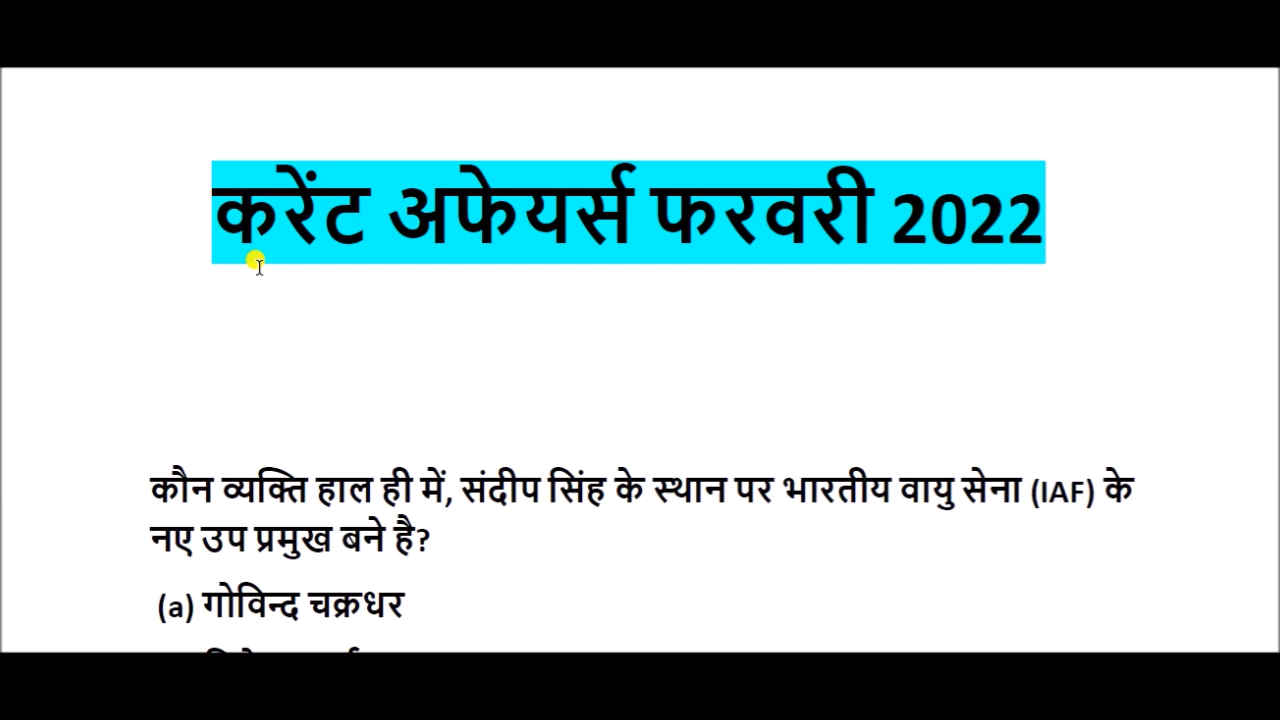 करेंट अफेयर्स फरवरी 2022
कौन व्यक्ति हाल ही में, संदीप सिंह के स्थान पर भारतीय वायु सेना (IAF) के
नए उप प्रमुख बने है?
(a) गोविन्द चक्रधर